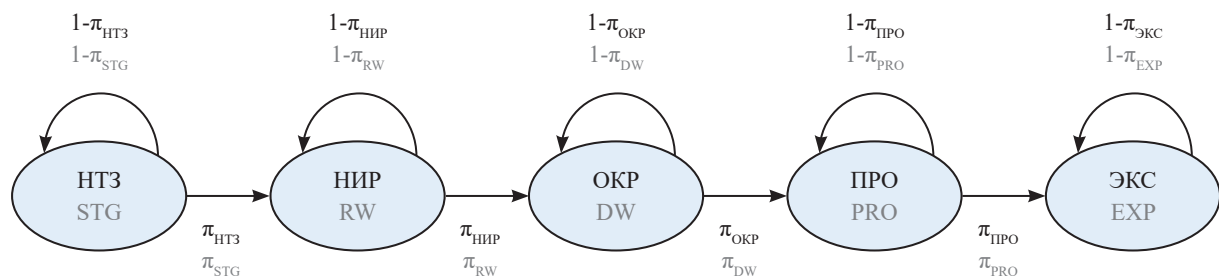 1-π_НТЗ 1-π_НИР 1-π_ОКР 1-π_ПРО 1-π_ЭКС
1-π_STG 1-π_RW 1-π_DW 1-π_PRO 1-π_EXP
НТЗ НИР ОКР ПРО ЭКС
STG RW DW PRO EXP
π_НТЗ π_НИР π_ОКР π_ПРО
π_STG π_RW π_DW π_PRO